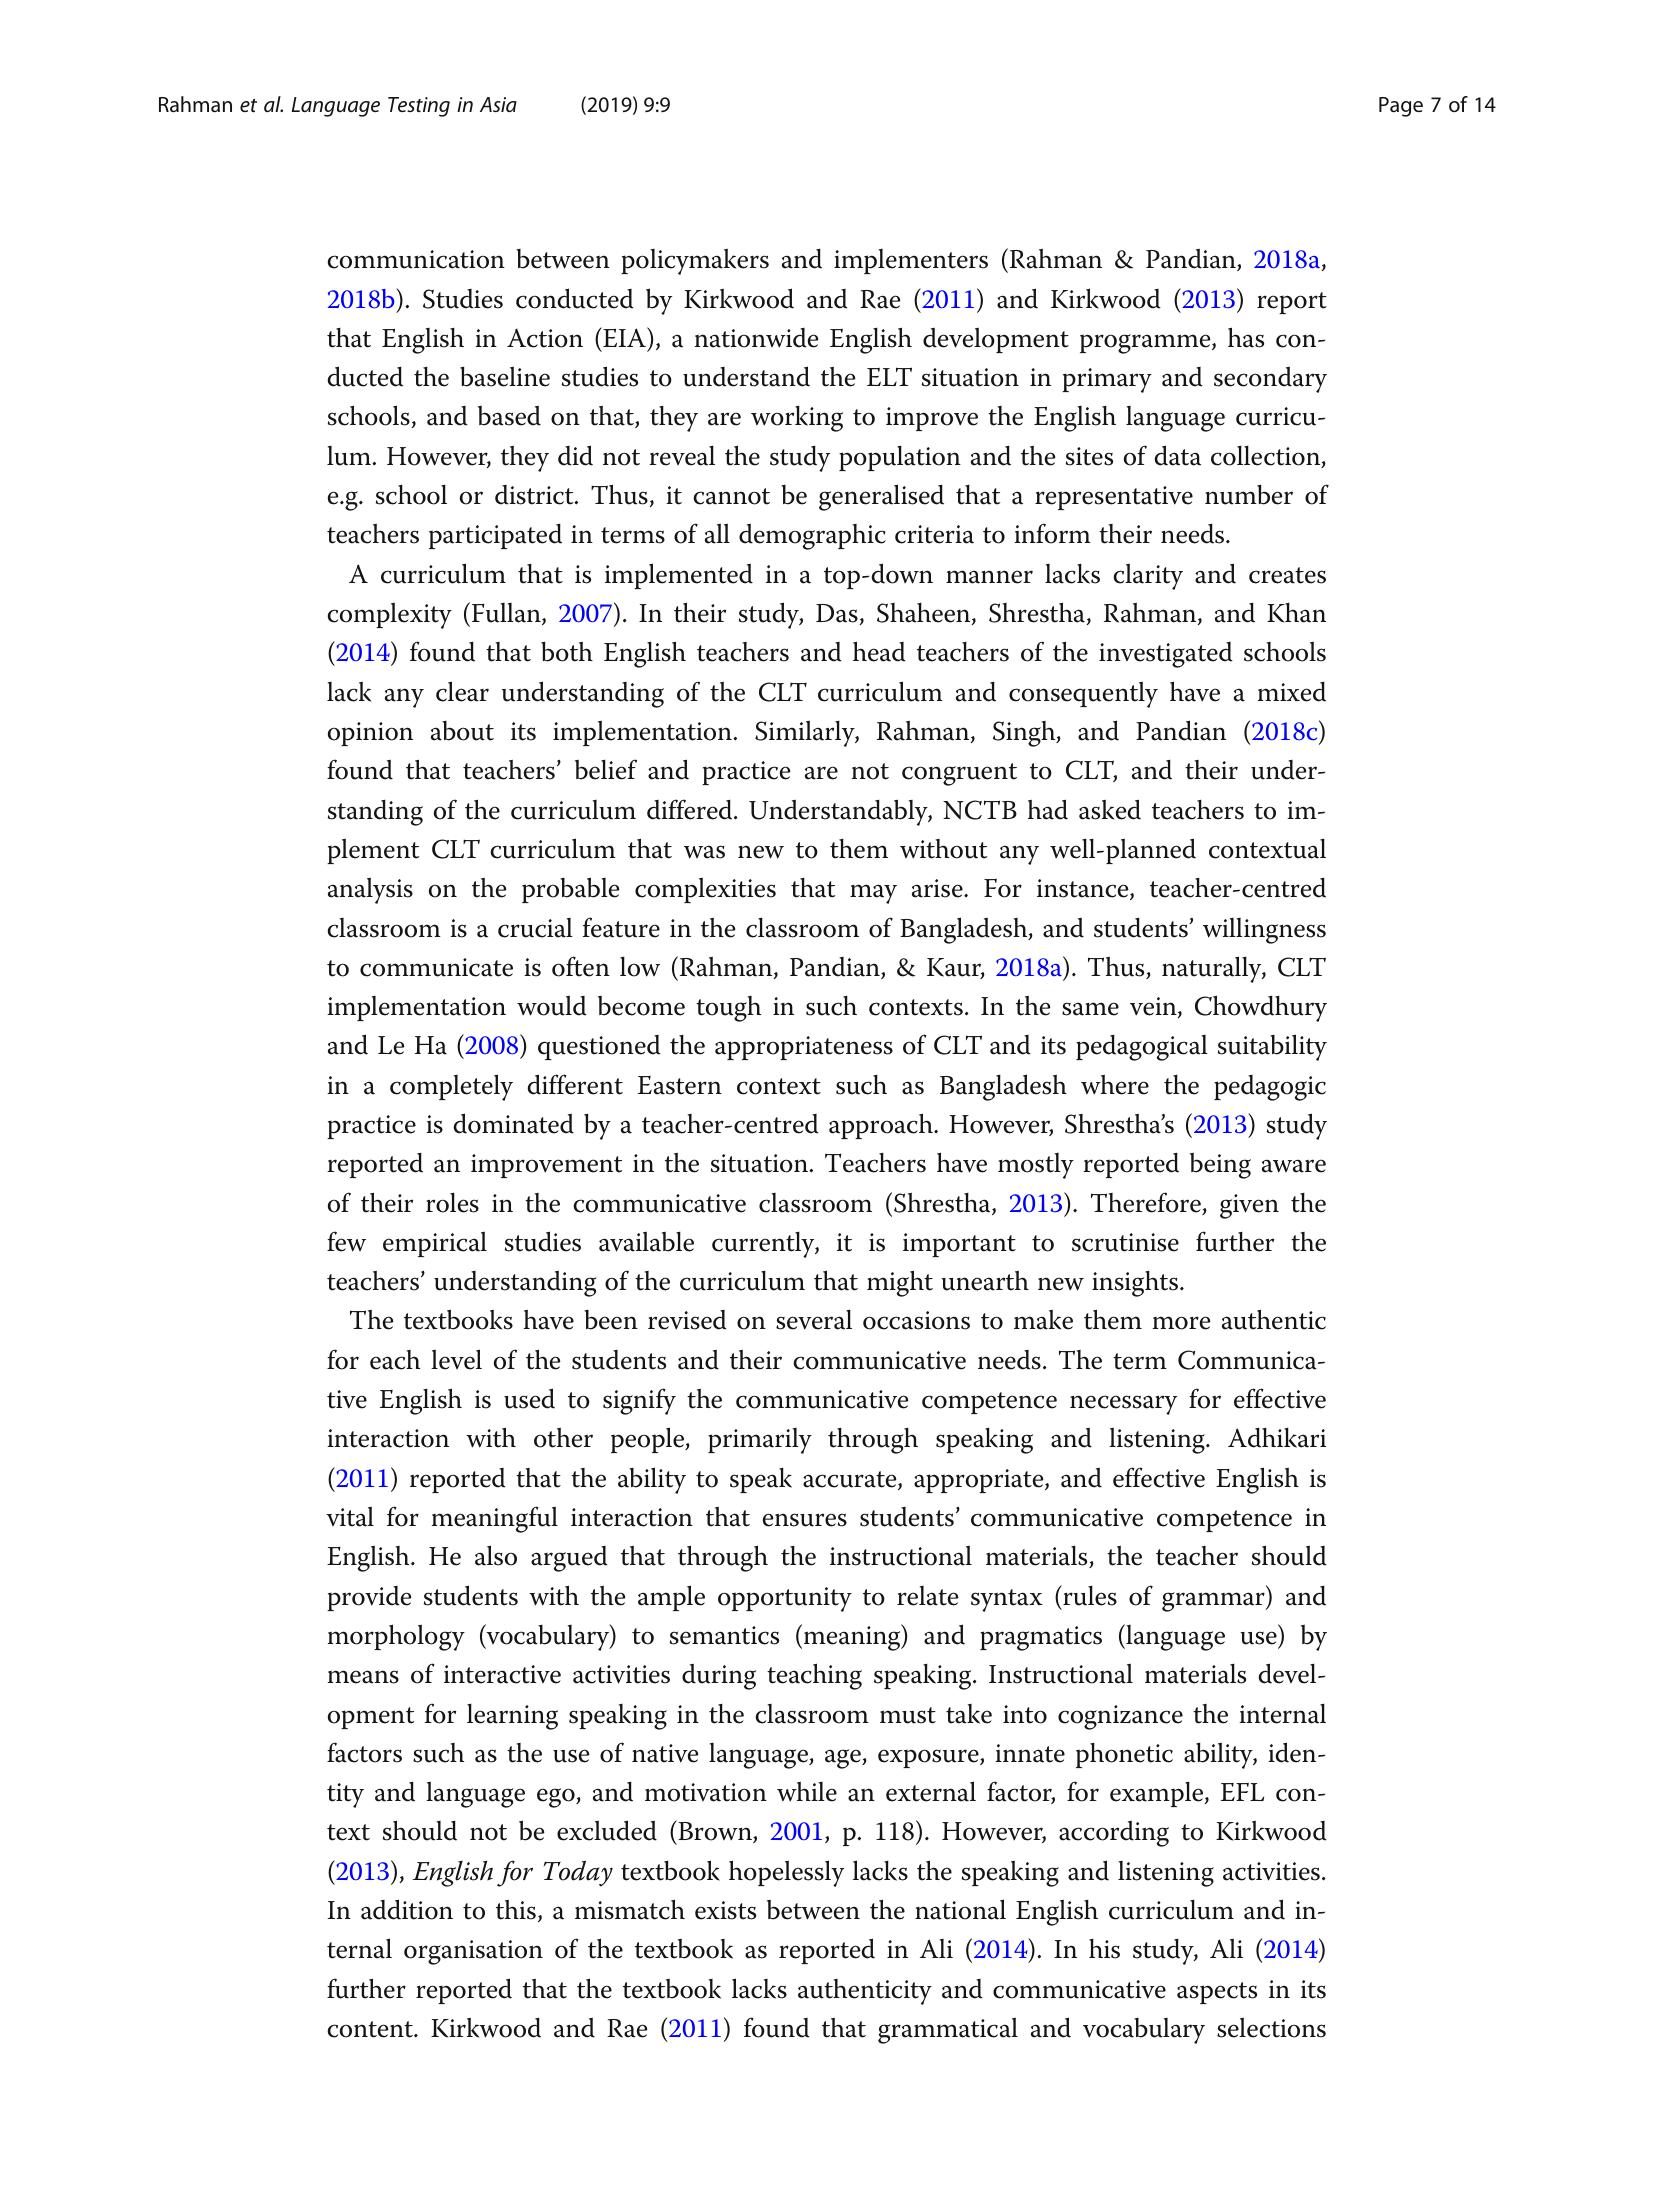 Rahman et al. Language Testing in Asia (2019) 9:9 Page 7 of 14
communication between policymakers and implementers (Rahman & Pandian, 2018a,
2018b). Studies conducted by Kirkwood and Rae (2011) and Kirkwood (2013) report
that English in Action (EIA), a nationwide English development programme, has con-
ducted the baseline studies to understand the ELT situation in primary and secondary
schools, and based on that, they are working to improve the English language curricu-
lum. However, they did not reveal the study population and the sites of data collection,
e.g. school or district. Thus, it cannot be generalised that a representative number of
teachers participated in terms of all demographic criteria to inform their needs.
A curriculum that is implemented in a top-down manner lacks clarity and creates
complexity (Fullan, 2007). In their study, Das, Shaheen, Shrestha, Rahman, and Khan
(2014) found that both English teachers and head teachers of the investigated schools
lack any clear understanding of the CLT curriculum and consequently have a mixed
opinion about its implementation. Similarly, Rahman, Singh, and Pandian (2018c)
found that teachers’ belief and practice are not congruent to CLT, and their under-
standing of the curriculum differed. Understandably, NCTB had asked teachers to im-
plement CLT curriculum that was new to them without any well-planned contextual
analysis on the probable complexities that may arise. For instance, teacher-centred
classroom is a crucial feature in the classroom of Bangladesh, and students’ willingness
to communicate is often low (Rahman, Pandian, & Kaur, 2018a). Thus, naturally, CLT
implementation would become tough in such contexts. In the same vein, Chowdhury
and Le Ha (2008) questioned the appropriateness of CLT and its pedagogical suitability
in a completely different Eastern context such as Bangladesh where the pedagogic
practice is dominated by a teacher-centred approach. However, Shrestha’s (2013) study
reported an improvement in the situation. Teachers have mostly reported being aware
of their roles in the communicative classroom (Shrestha, 2013). Therefore, given the
few empirical studies available currently, it is important to scrutinise further the
teachers’ understanding of the curriculum that might unearth new insights.
The textbooks have been revised on several occasions to make them more authentic
for each level of the students and their communicative needs. The term Communica-
tive English is used to signify the communicative competence necessary for effective
interaction with other people, primarily through speaking and listening. Adhikari
(2011) reported that the ability to speak accurate, appropriate, and effective English is
vital for meaningful interaction that ensures students’ communicative competence in
English. He also argued that through the instructional materials, the teacher should
provide students with the ample opportunity to relate syntax (rules of grammar) and
morphology (vocabulary) to semantics (meaning) and pragmatics (language use) by
means of interactive activities during teaching speaking. Instructional materials devel-
opment for learning speaking in the classroom must take into cognizance the internal
factors such as the use of native language, age, exposure, innate phonetic ability, iden-
tity and language ego, and motivation while an external factor, for example, EFL con-
text should not be excluded (Brown, 2001, p. 118). However, according to Kirkwood
(2013), English for Today textbook hopelessly lacks the speaking and listening activities.
In addition to this, a mismatch exists between the national English curriculum and in-
ternal organisation of the textbook as reported in Ali (2014). In his study, Ali (2014)
further reported that the textbook lacks authenticity and communicative aspects in its
content. Kirkwood and Rae (2011) found that grammatical and vocabulary selections